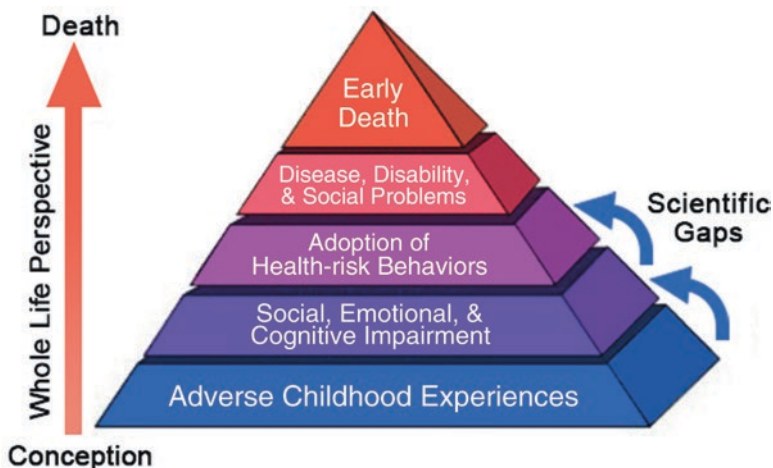 Death
Whole Life Perspective
Conception
Early
Death
Disease, Disability,
& Social Problems
Adoption of
Health-risk Behaviors
Social, Emotional, &
Cognitive Impairment
Adverse Childhood Experiences
Scientific
Gaps